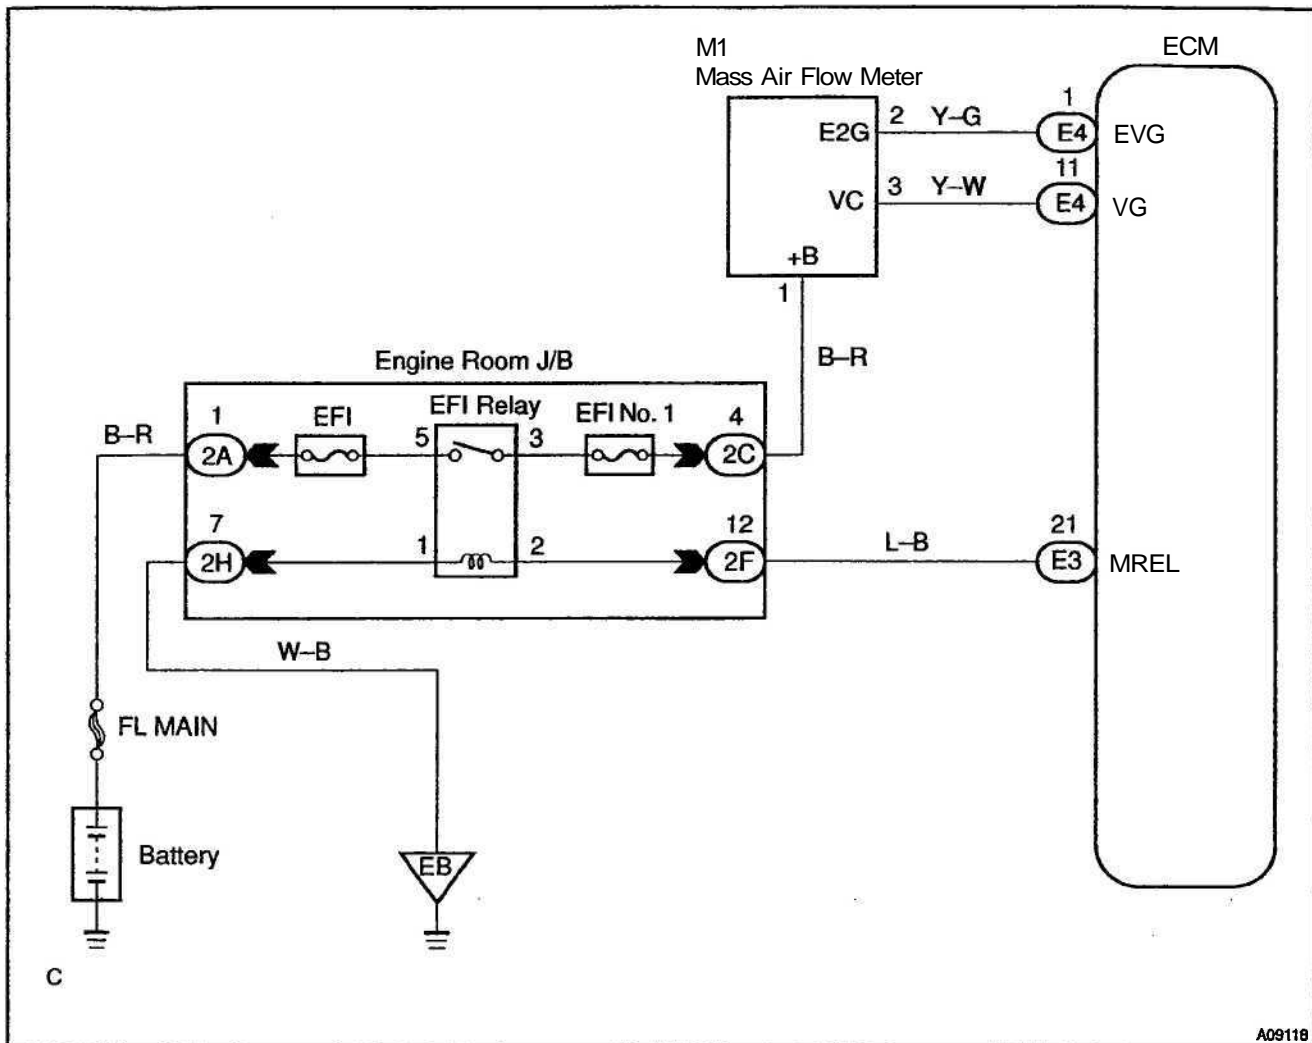 M1
Mass Air Flow Meter
ECM
E2G
2
Y–G
1
E4
EVG
VC
3
Y–W
11
E4
VG
+B
1
B–R
Engine Room J/B
B–R
1
2A
EFI
5
EFI Relay
3
EFI No. 1
4
2C
7
2H
1
2
12
2F
L–B
21
E3
MREL
W–B
FL MAIN
Battery
EB
C
A09118